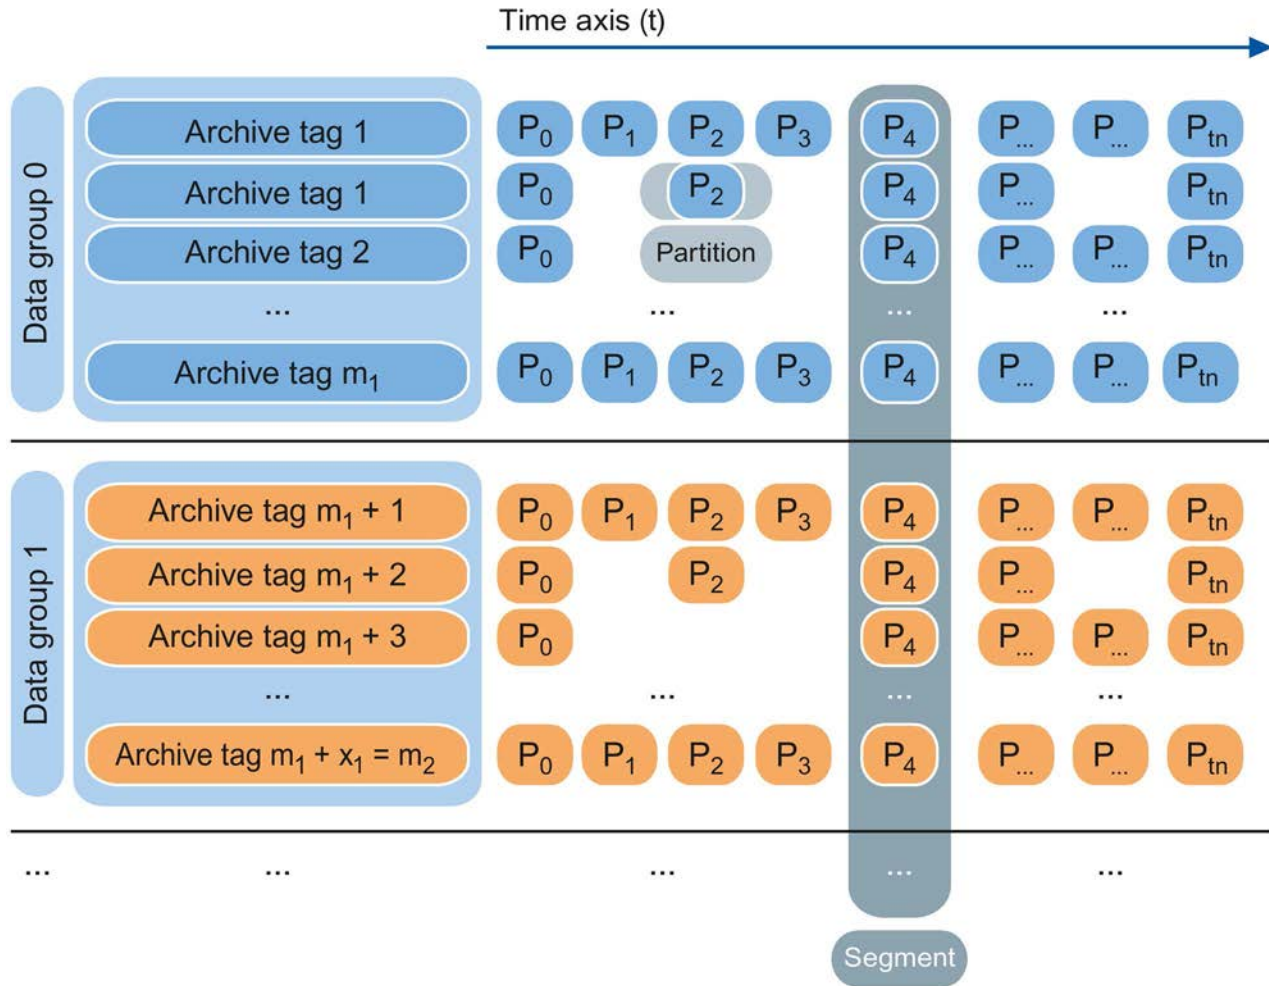 Time axis (t)
Data group 0
Archive tag 1 P0 P1 P2 P3 P4 P... P... Ptn
Archive tag 1 P0 P2 P4 P... Ptn
Archive tag 2 P0 Partition P4 P... P... Ptn
... ... ... ...
Archive tag m1 P0 P1 P2 P3 P4 P... P... Ptn
Data group 1
Archive tag m1 + 1 P0 P1 P2 P3 P4 P... P... Ptn
Archive tag m1 + 2 P0 P2 P4 P... Ptn
Archive tag m1 + 3 P0 P4 P... P... Ptn
... ... ... ...
Archive tag m1 + x1 = m2 P0 P1 P2 P3 P4 P... P... Ptn
... ... ... ... ...
Segment